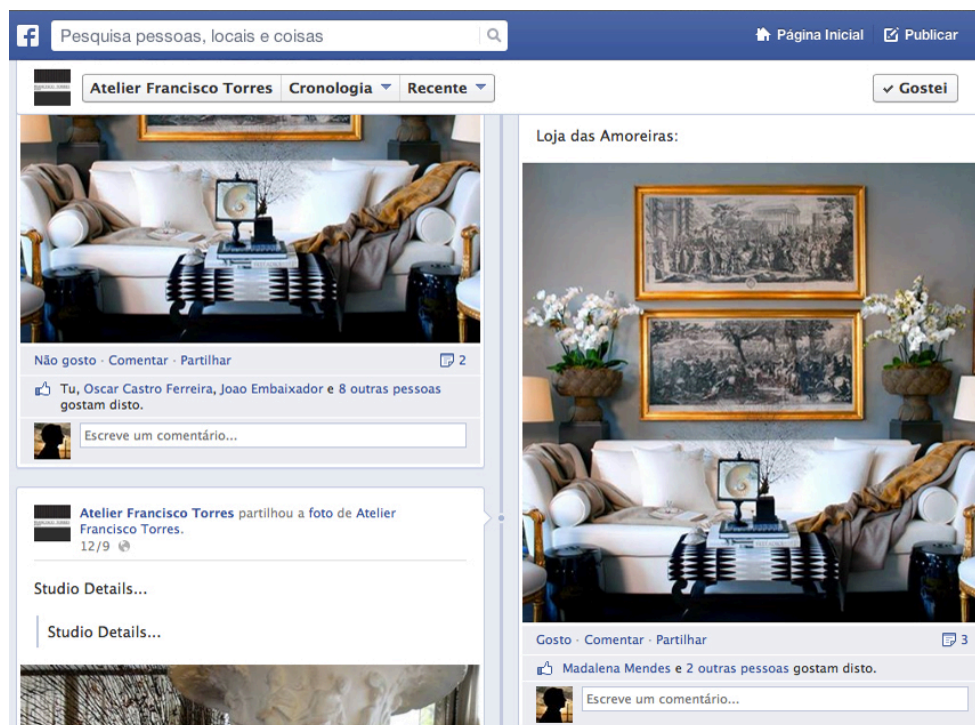 Pesquisa pessoas, locais e coisas
Página Inicial
Publicar
Atelier Francisco Torres
Cronologia
Recente
Gostei
Não gosto · Comentar · Partilhar
2
Tu, Oscar Castro Ferreira, Joao Embaixador e 8 outras pessoas
gostam disto.
Escreve um comentário...
Atelier Francisco Torres partilhou a foto de Atelier
Francisco Torres.
12/9
Studio Details...
Studio Details...
Loja das Amoreiras:
Gosto · Comentar · Partilhar
3
Madalena Mendes e 2 outras pessoas gostam disto.
Escreve um comentário...